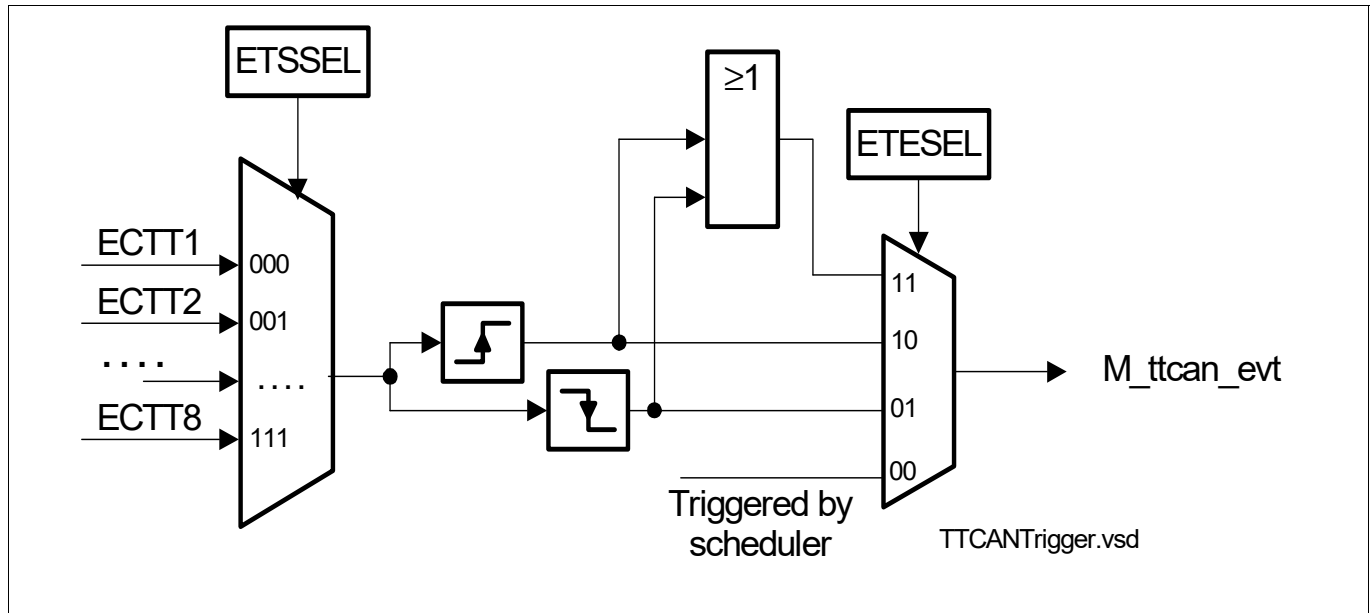 ETSSEL
≥1
ETESEL
ECTT1
000
ECTT2
001
....
....
ECTT8
111
11
10
01
00
M_ttcan_evt
Triggered by
scheduler
TTCANTrigger.vsd